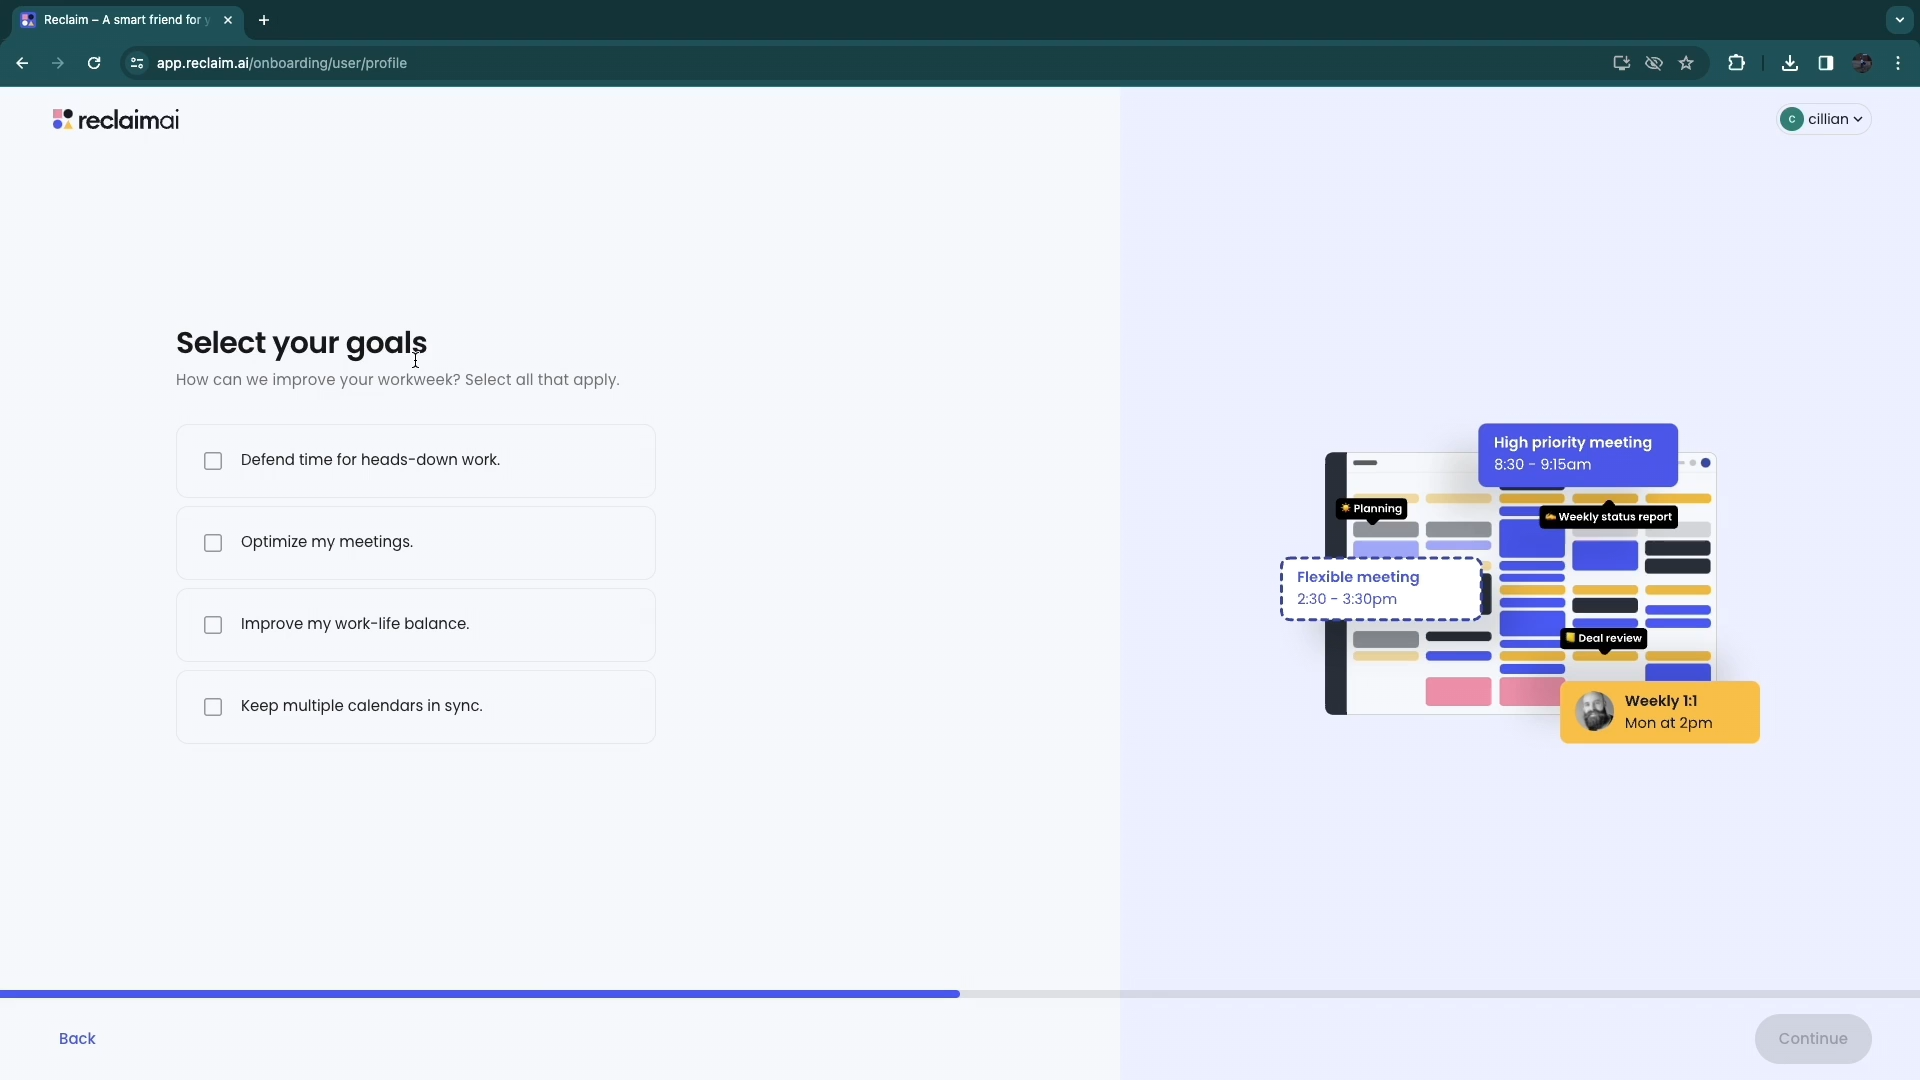 Reclaim – A smart friend for
app.reclaim.ai/onboarding/user/profile
reclaimai
C cillian
Select your goals
How can we improve your workweek? Select all that apply.
Defend time for heads-down work.
Optimize my meetings.
Improve my work-life balance.
Keep multiple calendars in sync.
High priority meeting
8:30 - 9:15am
Planning
Weekly status report
Flexible meeting
2:30 - 3:30pm
Deal review
Weekly 1:1
Mon at 2pm
Back
Continue